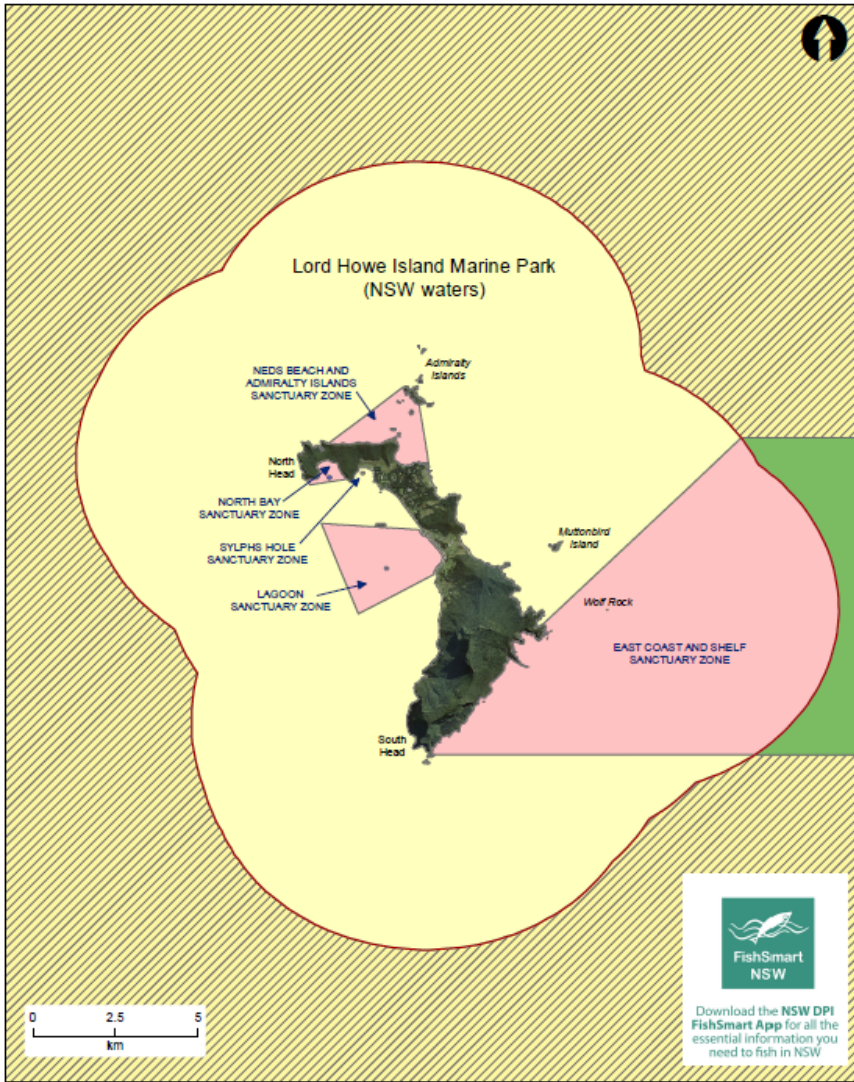 Lord Howe Island Marine Park
(NSW waters)
Admiralty
Islands
NEDS BEACH AND
ADMIRALTY ISLANDS
SANCTUARY ZONE
North
Head
NORTH BAY
SANCTUARY ZONE
SYLPHS HOLE
SANCTUARY ZONE
Muttonbird
Island
LAGOON
SANCTUARY ZONE
Wolf Rock
EAST COAST AND SHELF
SANCTUARY ZONE
South
Head
FishSmart
NSW
Download the NSW DPI
FishSmart App for all the
essential information you
need to fish in NSW
0 2.5 5
km